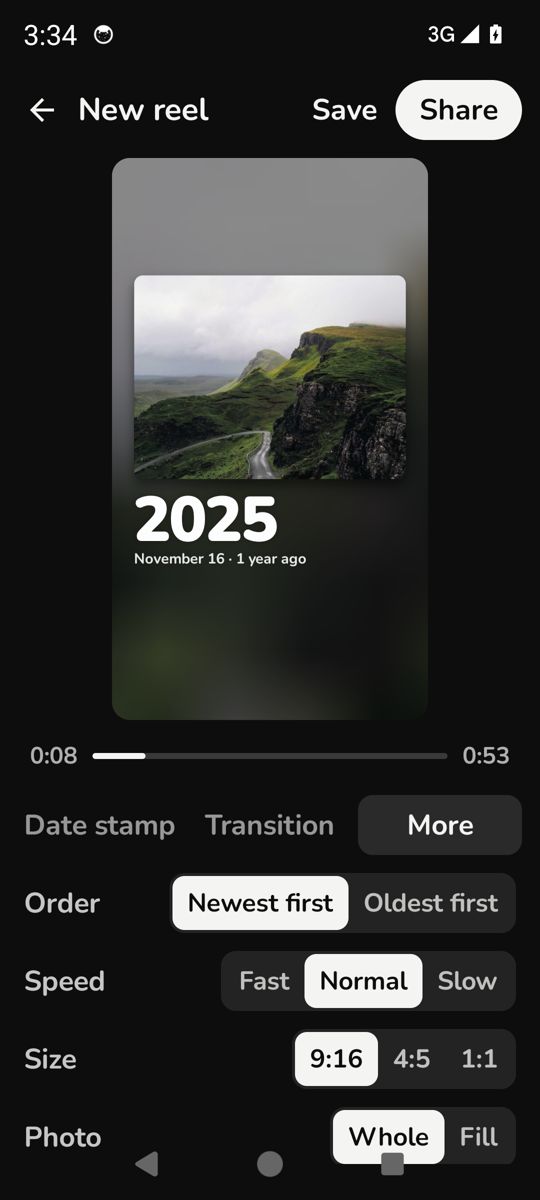 3:34
3G
New reel
Save
Share
2025
November 16 · 1 year ago
0:08
0:53
Date stamp
Transition
More
Order
Newest first
Oldest first
Speed
Fast
Normal
Slow
Size
9:16
4:5
1:1
Photo
Whole
Fill